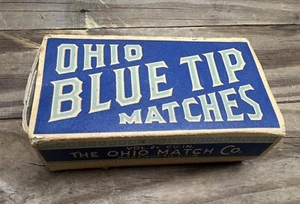 OHIO
BLUE TIP
MATCHES
THE OHIO MATCH CO.